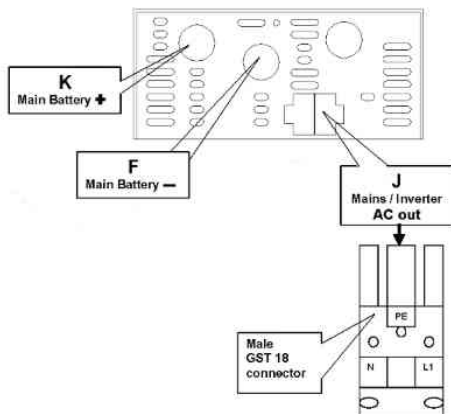 K
Main Battery +
F
Main Battery −
J
Mains / Inverter
AC out
PE
Male
GST 18
connector
N
L1